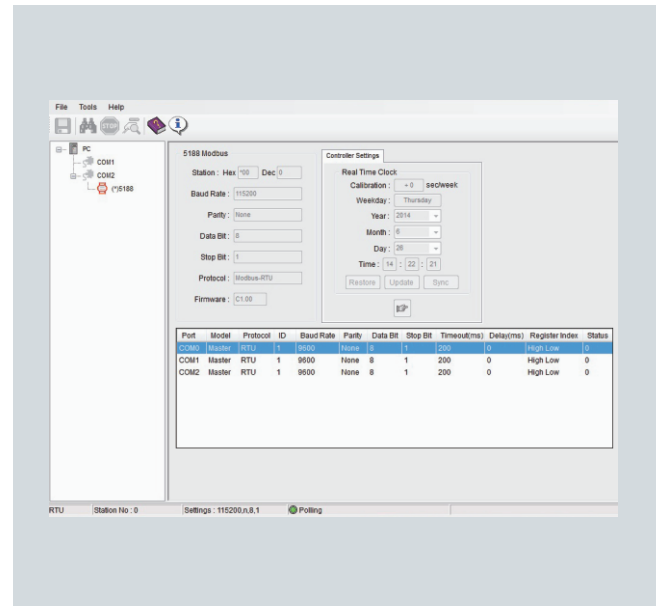 File Tools Help
STOP
PC
COM1
COM2
(*)5188
5188 Modbus
Station : Hex *00 Dec 0
Baud Rate : 115200
Parity : None
Data Bit : 8
Stop Bit : 1
Protocol : Modbus-RTU
Firmware : C1.00
Controller Settings
Real Time Clock
Calibration : + 0 sec/week
Weekday : Thursday
Year : 2014
Month : 6
Day : 26
Time : 14 : 22 : 21
Restore Update Sync
Port Model Protocol ID Baud Rate Parity Data Bit Stop Bit Timeout(ms) Delay(ms) Register Index Status
COM0 Master RTU 1 9600 None 8 1 200 0 High Low 0
COM1 Master RTU 1 9600 None 8 1 200 0 High Low 0
COM2 Master RTU 1 9600 None 8 1 200 0 High Low 0
RTU Station No : 0 Settings : 115200,n,8,1 Polling